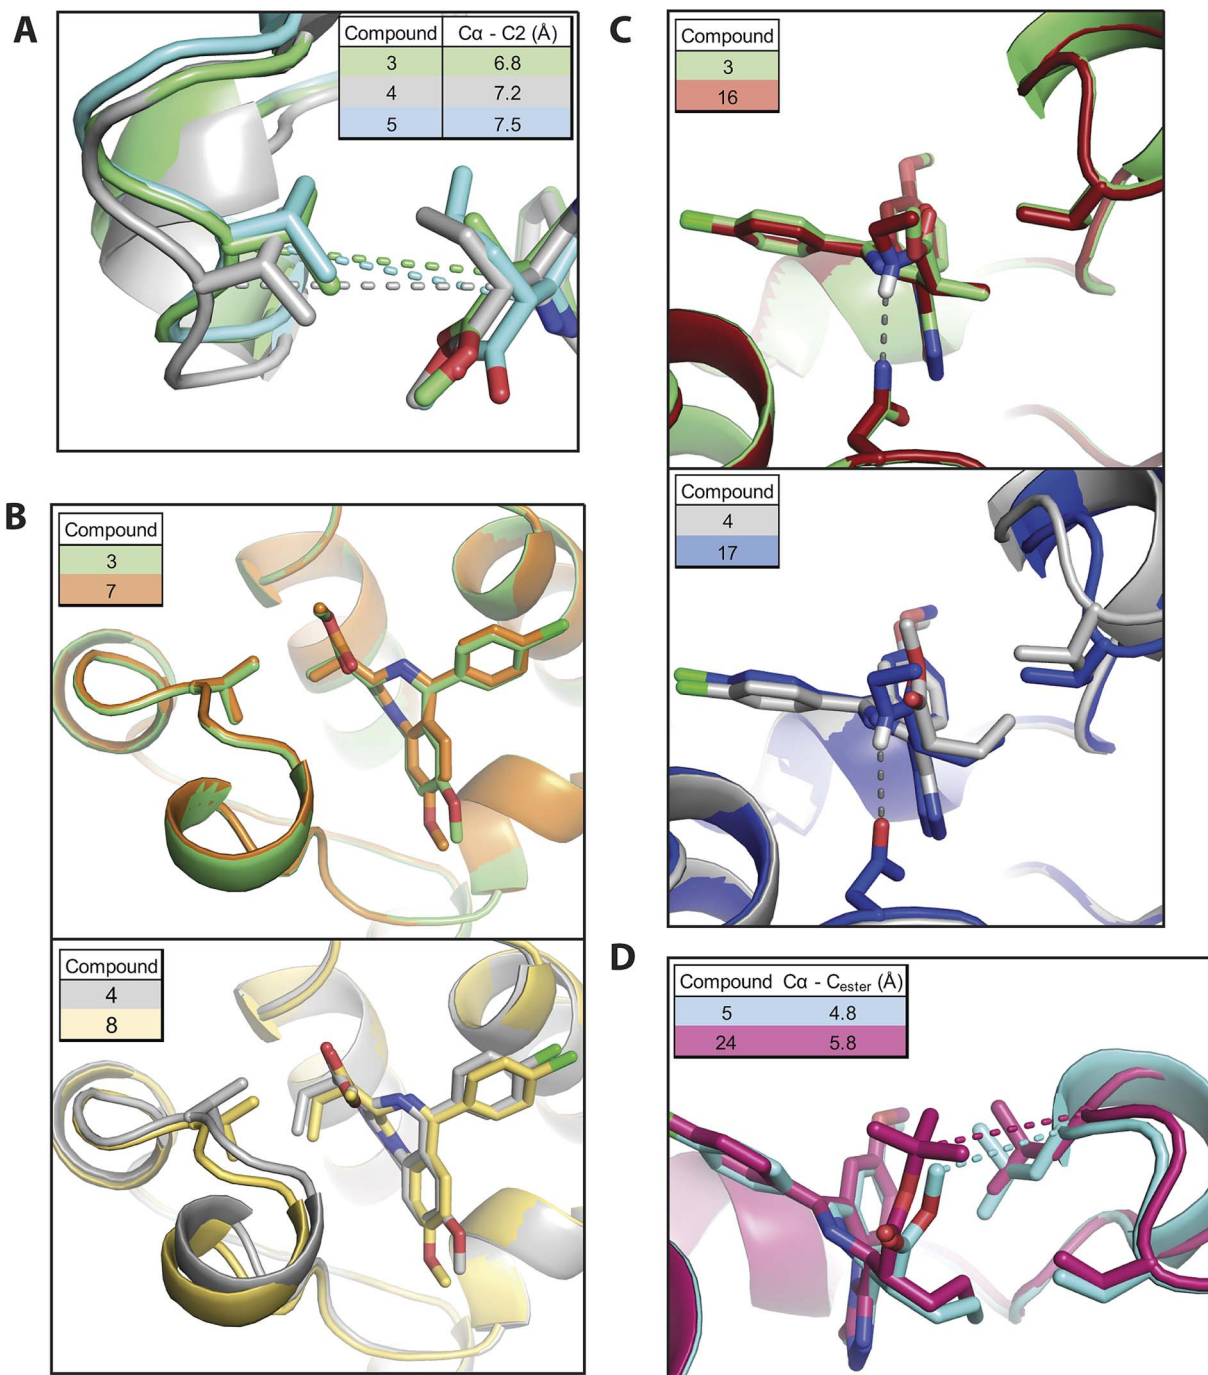 A
Compound Cα - C2 (Å)
3 6.8
4 7.2
5 7.5
B
Compound
3
7
Compound
4
8
C
Compound
3
16
Compound
4
17
D
Compound Cα - Cester (Å)
5 4.8
24 5.8